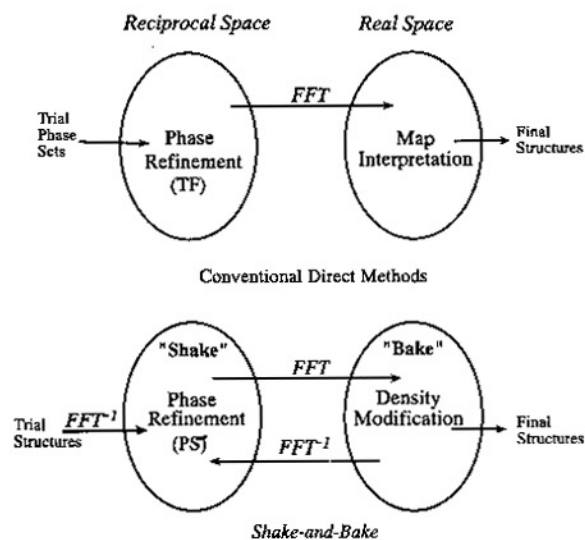 Reciprocal Space
Real Space
FFT
Trial
Phase
Sets
Phase
Refinement
(TF)
Map
Interpretation
Final
Structures
Conventional Direct Methods
"Shake"
"Bake"
FFT
FFT-1
Trial
Structures
Phase
Refinement
(PS)
Density
Modification
Final
Structures
FFT-1
Shake-and-Bake